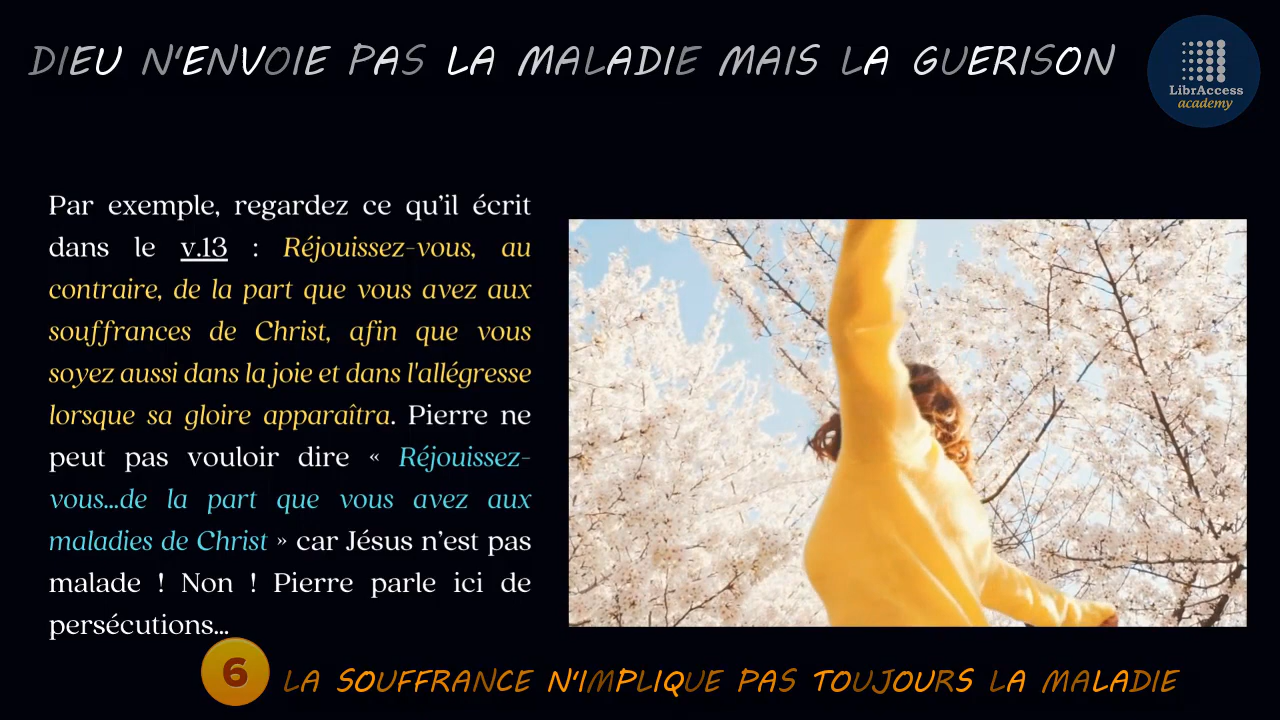 DIEU N'ENVOIE PAS LA MALADIE MAIS LA GUERISON
LibrAccess
academy
Par exemple, regardez ce qu'il écrit
dans le v.13 : Réjouissez-vous, au
contraire, de la part que vous avez aux
souffrances de Christ, afin que vous
soyez aussi dans la joie et dans l'allégresse
lorsque sa gloire apparaîtra. Pierre ne
peut pas vouloir dire « Réjouissez-
vous...de la part que vous avez aux
maladies de Christ » car Jésus n'est pas
malade ! Non ! Pierre parle ici de
persécutions...
6 LA SOUFFRANCE N'IMPLIQUE PAS TOUJOURS LA MALADIE